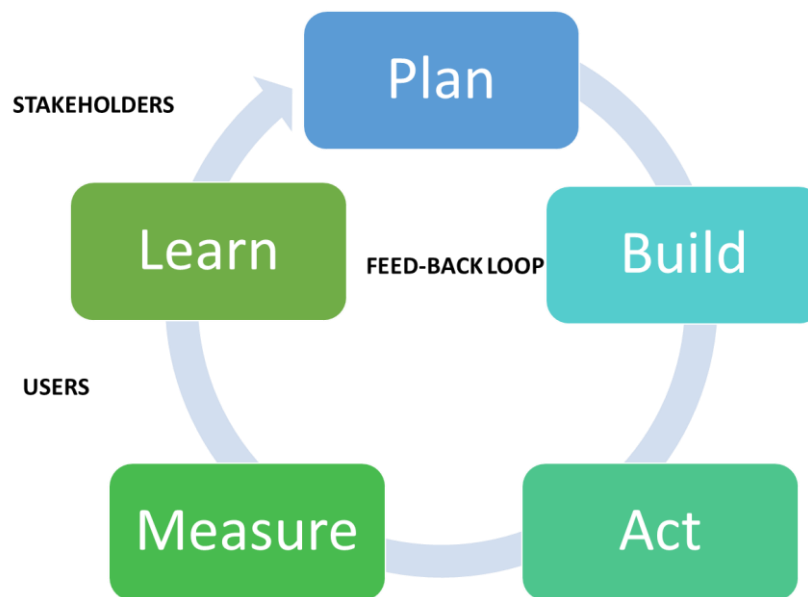 Plan
STAKEHOLDERS
Learn
FEED-BACK LOOP
Build
USERS
Measure
Act